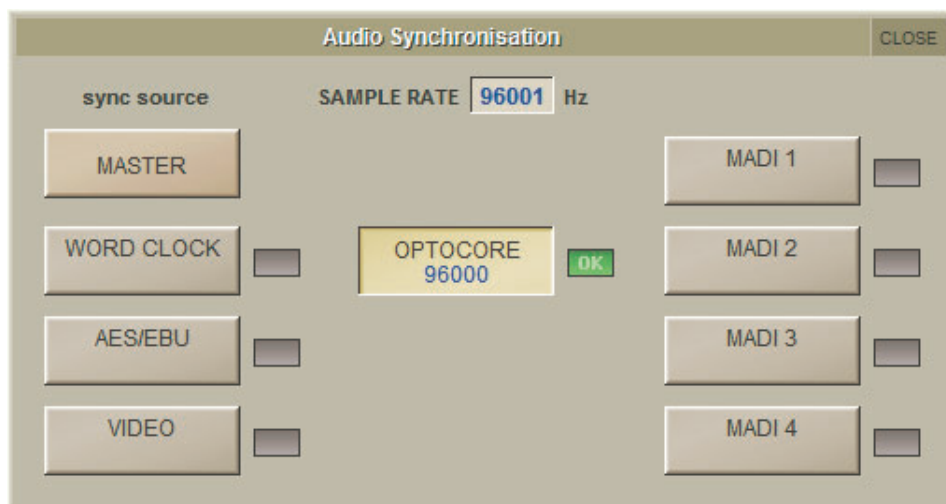 Audio Synchronisation CLOSE
sync source SAMPLE RATE 96001 Hz
MASTER
MADI 1
WORD CLOCK
OPTOCORE
96000
OK
MADI 2
AES/EBU
MADI 3
VIDEO
MADI 4